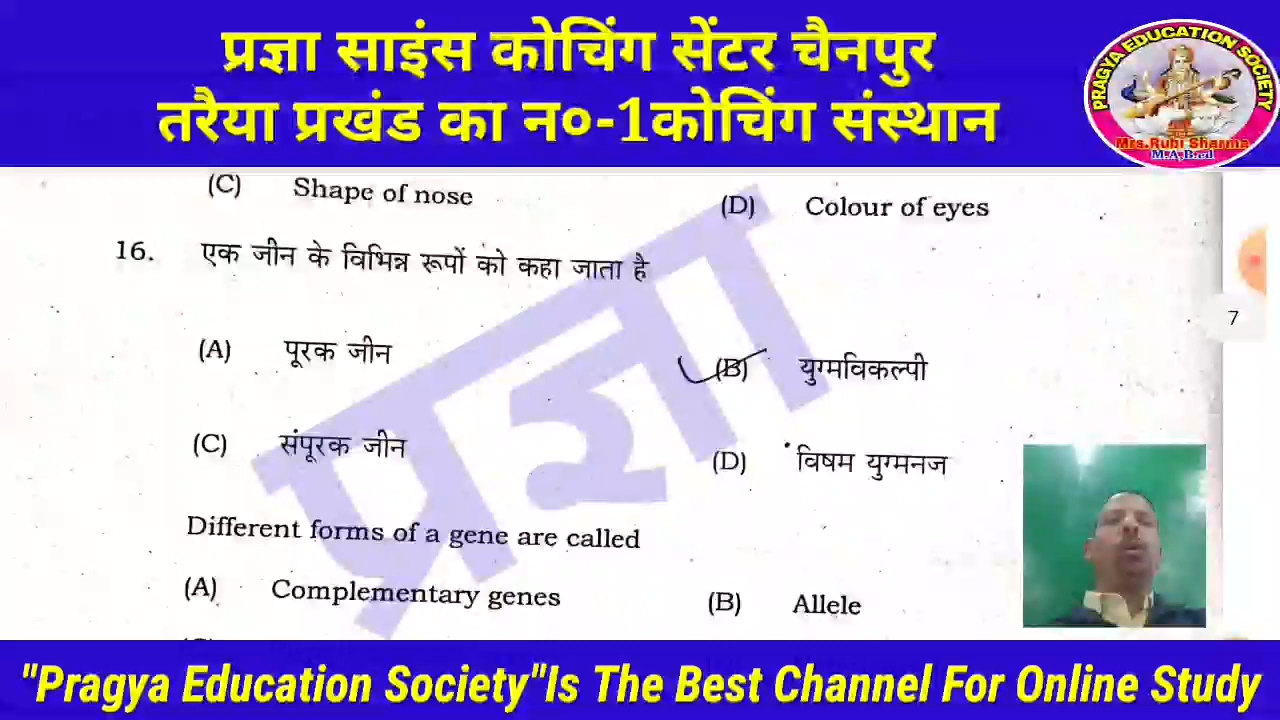 प्रज्ञा साइंस कोचिंग सेंटर चैनपुर
तरैया प्रखंड का न०-1कोचिंग संस्थान
PRAGYA EDUCATION SOCIETY
Mrs.Rubi Sharma
M.A,B.ed
(C) Shape of nose (D) Colour of eyes
16. एक जीन के विभिन्न रूपों को कहा जाता है
7
(A) पूरक जीन (B) युग्मविकल्पी
(C) संपूरक जीन (D) विषम युग्मनज
प्रज्ञा
Different forms of a gene are called
(A) Complementary genes (B) Allele
"Pragya Education Society"Is The Best Channel For Online Study